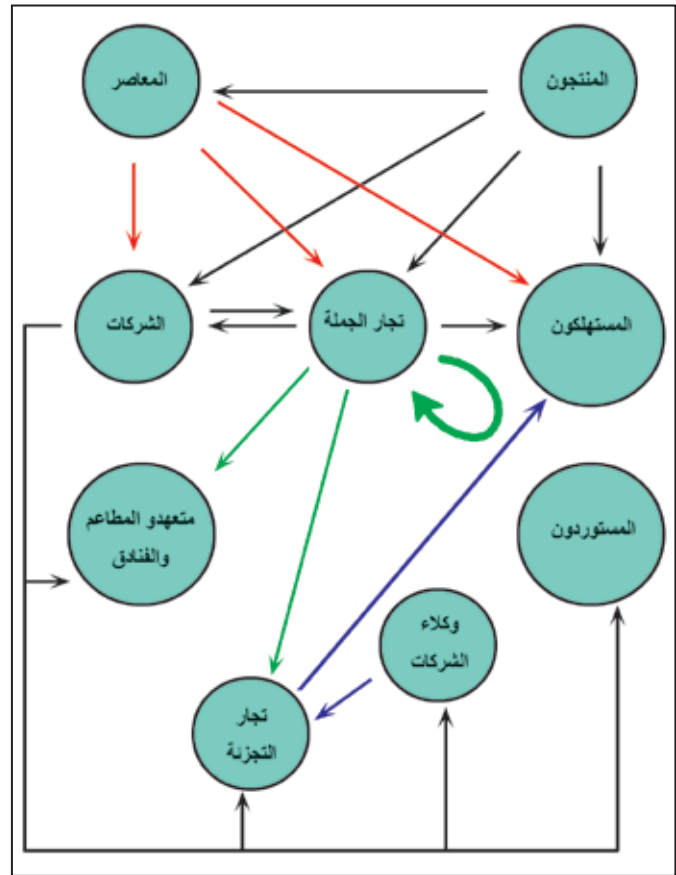 المنتجون
المعاصر
المستهلكون
تجار الجملة
الشركات
المستوردون
متعهدو المطاعم
والفنادق
وكلاء
الشركات
تجار
التجزئة